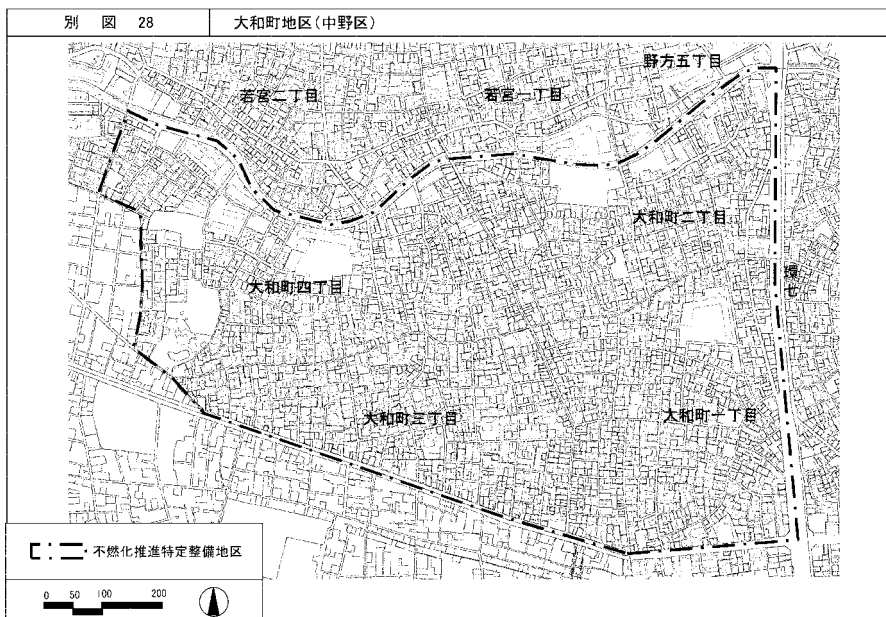 別 図 28
大和町地区(中野区)
野方五丁目
若宮二丁目
若宮一丁目
大和町二丁目
環七
大和町四丁目
大和町三丁目
大和町一丁目
不燃化推進特定整備地区
0 50 100 200